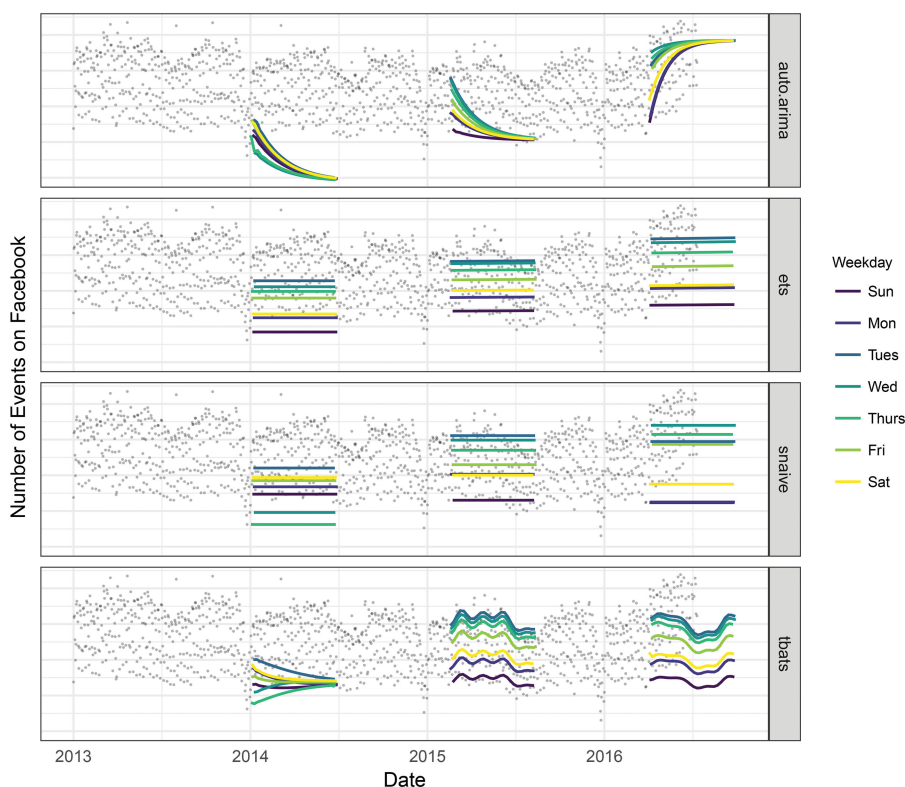 auto.arima
ets
snaive
tbats
Number of Events on Facebook
2013 2014 2015 2016
Date
Weekday
Sun
Mon
Tues
Wed
Thurs
Fri
Sat